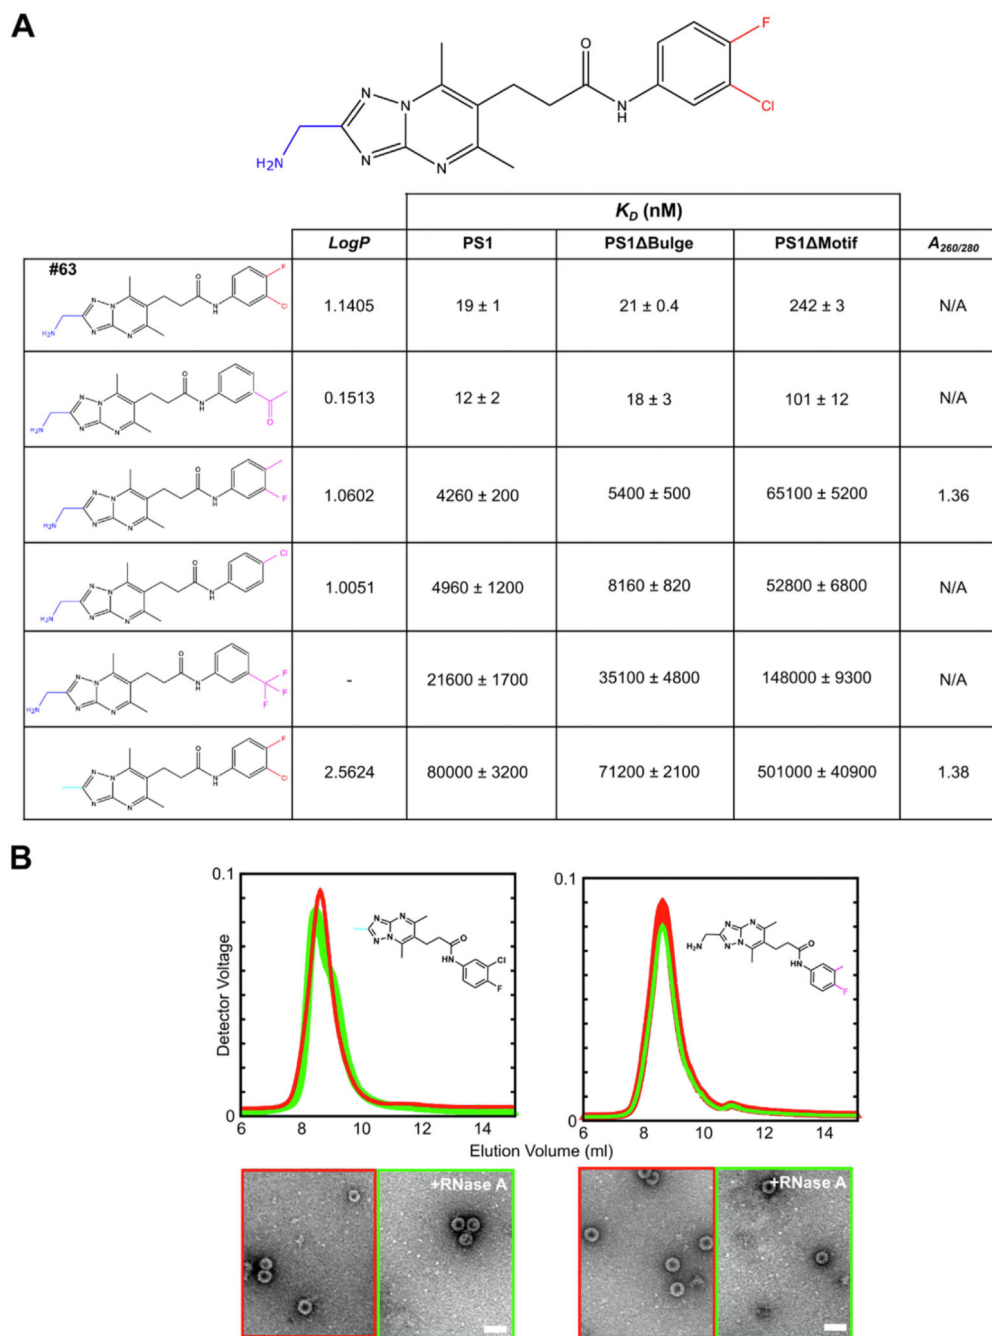 A
F
O
Cl
N
H
N
N
N
N
H₂N
K_D (nM)
LogP PS1 PS1ΔBulge PS1ΔMotif A_260/280
#63
1.1405 19 ± 1 21 ± 0.4 242 ± 3 N/A
0.1513 12 ± 2 18 ± 3 101 ± 12 N/A
1.0602 4260 ± 200 5400 ± 500 65100 ± 5200 1.36
1.0051 4960 ± 1200 8160 ± 820 52800 ± 6800 N/A
- 21600 ± 1700 35100 ± 4800 148000 ± 9300 N/A
2.5624 80000 ± 3200 71200 ± 2100 501000 ± 40900 1.38
B
0.1
0.1
Detector Voltage
0
0
6 8 10 12 14
6 8 10 12 14
Elution Volume (ml)
+RNase A
+RNase A